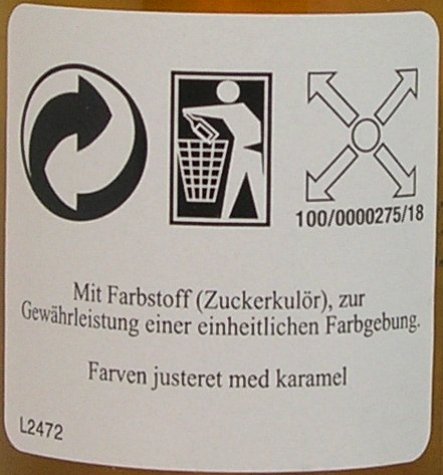 100/0000275/18
Mit Farbstoff (Zuckerkulör), zur
Gewährleistung einer einheitlichen Farbgebung.
Farven justeret med karamel
L2472